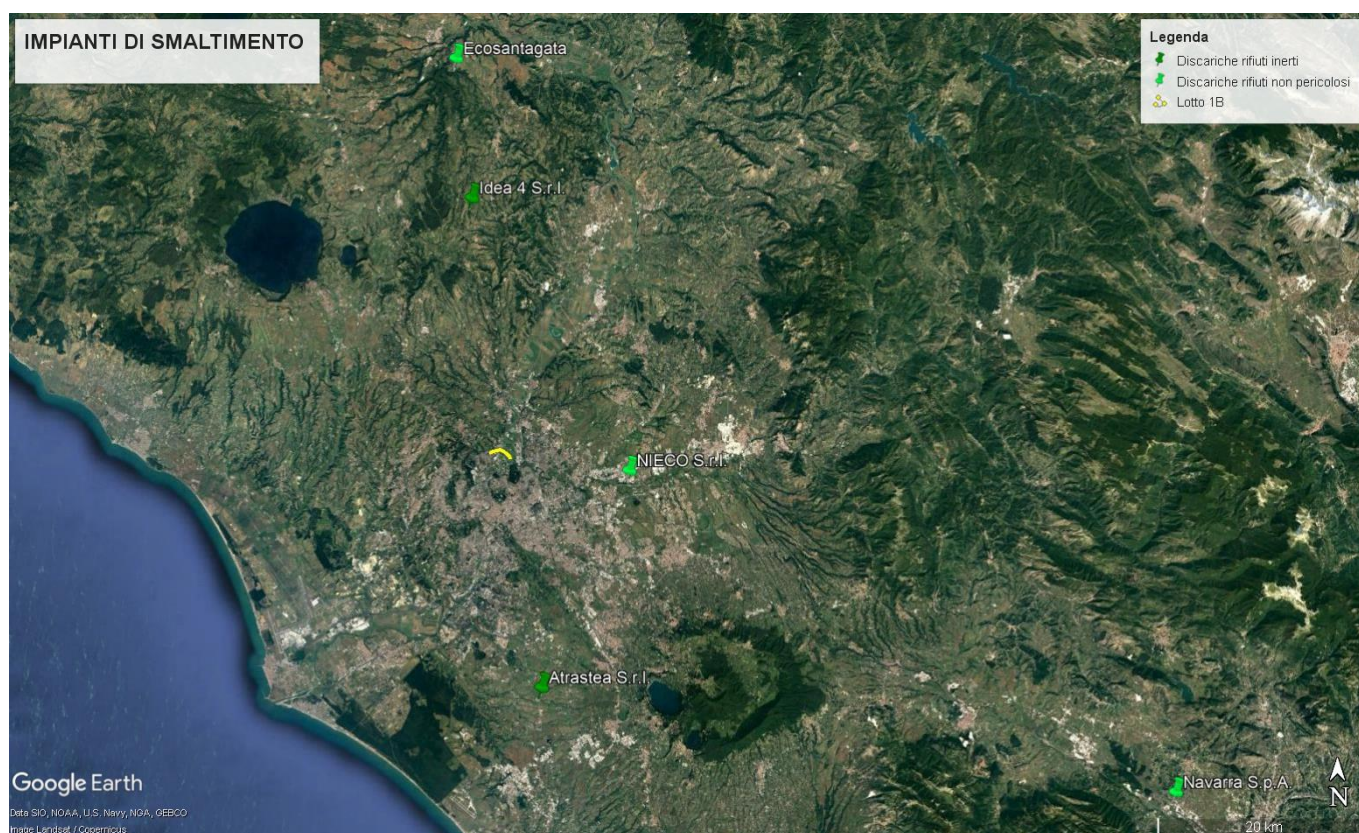 IMPIANTI DI SMALTIMENTO
Ecosantagata
Legenda
Discariche rifiuti inerti
Discariche rifiuti non pericolosi
Lotto 1B
Idea 4 S.r.l.
NIECO S.r.l.
Atrastea S.r.l.
Navarra S.p.A.
Google Earth
N
Data SIO, NOAA, U.S. Navy, NGA, GEBCO
Image Landsat / Copernicus
20 km